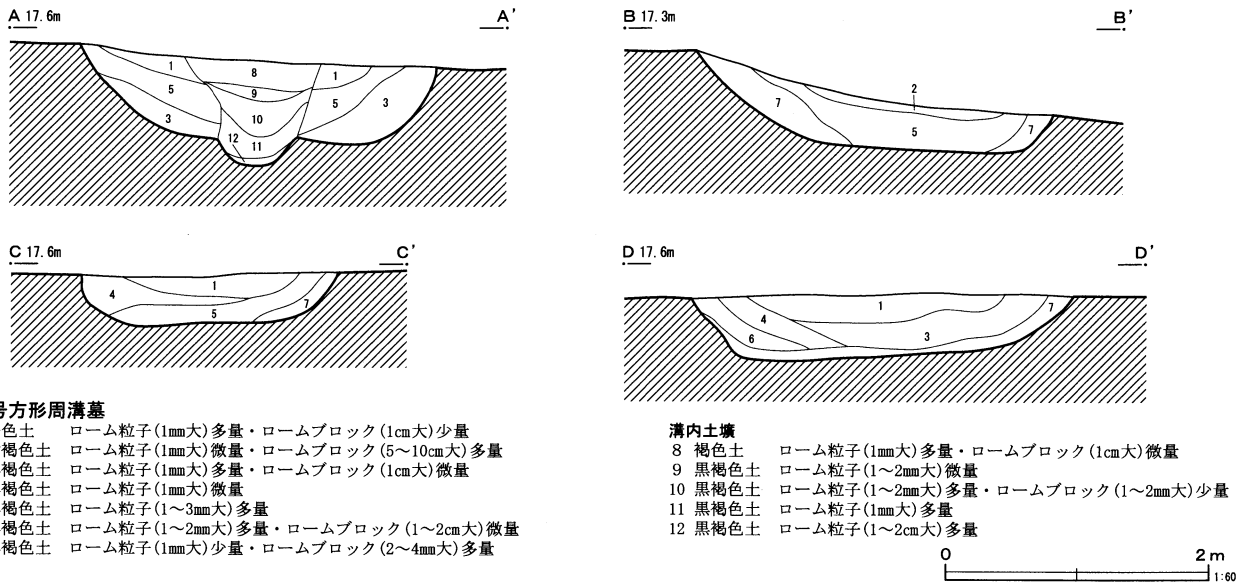 A 17.6m A'
1 8 1
9
5 5 3
10
3
12 11
B 17.3m B'
2
7
5 7
C 17.6m C'
1
4
7
5
D 17.6m D'
1
7
4
3
6
号方形周溝墓
色土 ローム粒子(1mm大)多量・ロームブロック(1cm大)少量
褐色土 ローム粒子(1mm大)微量・ロームブロック(5～10cm大)多量
褐色土 ローム粒子(1mm大)多量・ロームブロック(1cm大)微量
褐色土 ローム粒子(1mm大)微量
褐色土 ローム粒子(1～3mm大)多量
褐色土 ローム粒子(1～2mm大)多量・ロームブロック(1～2cm大)微量
褐色土 ローム粒子(1mm大)少量・ロームブロック(2～4mm大)多量
溝内土壙
8 褐色土 ローム粒子(1mm大)多量・ロームブロック(1cm大)微量
9 黒褐色土 ローム粒子(1～2mm大)微量
10 黒褐色土 ローム粒子(1～2mm大)多量・ロームブロック(1～2mm大)少量
11 黒褐色土 ローム粒子(1mm大)多量
12 黒褐色土 ローム粒子(1～2cm大)多量
0 2m
1:60